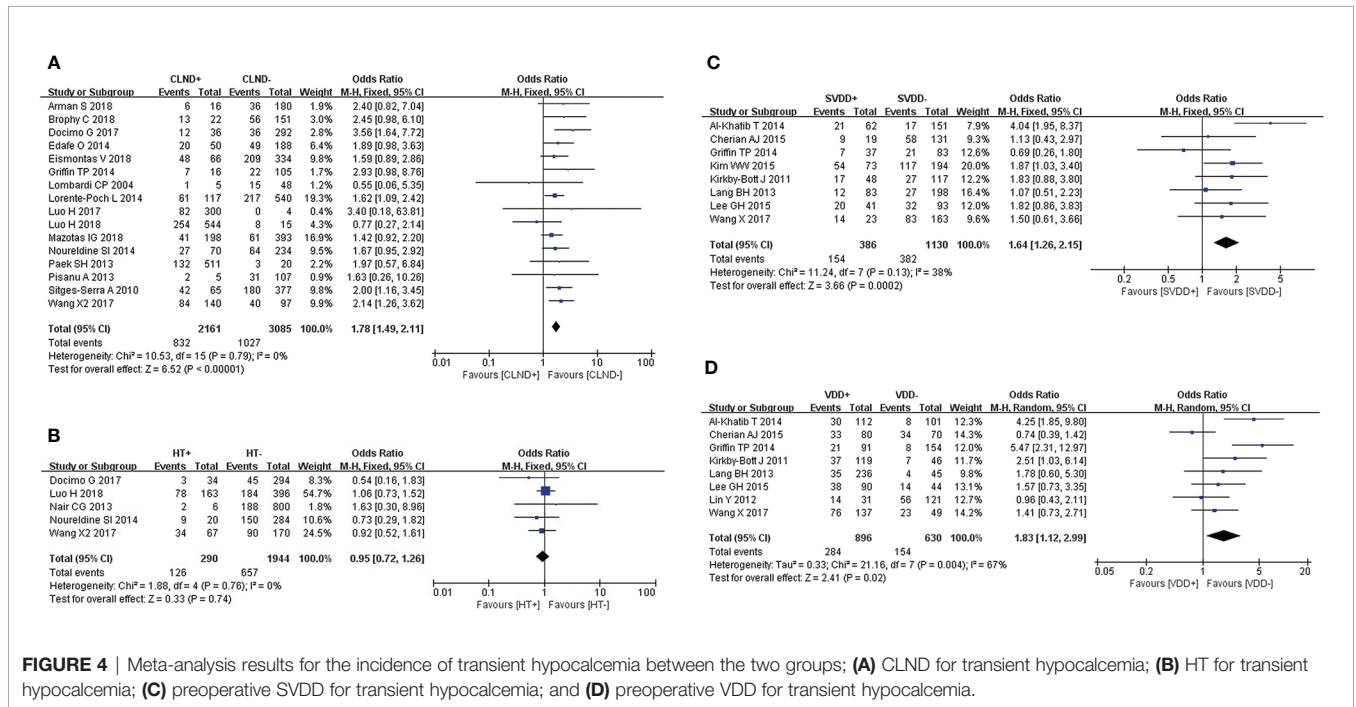 A
CLND+ CLND- Odds Ratio Odds Ratio
Study or Subgroup Events Total Events Total Weight M-H, Fixed, 95% CI M-H, Fixed, 95% CI
Arman S 2018 6 16 36 180 1.9% 2.40 [0.82, 7.04]
Brophy C 2018 13 22 56 151 3.0% 2.45 [0.98, 6.10]
Docimo G 2017 12 36 36 292 3.0% 3.56 [1.64, 7.72]
Edafe O 2014 20 50 49 188 6.8% 1.89 [0.98, 3.63]
Eismontas V 2018 48 66 209 334 9.8% 1.59 [0.89, 2.86]
Griffin TP 2014 7 16 22 105 1.9% 2.93 [0.98, 8.76]
Lombardi CP 2004 1 5 15 48 1.2% 0.55 [0.06, 5.35]
Lorente-Poch L 2014 61 117 217 540 19.3% 1.62 [1.09, 2.42]
Luo H 2017 82 300 0 4 0.4% 3.40 [0.18, 63.81]
Luo H 2018 254 544 8 15 4.2% 0.77 [0.27, 2.14]
Mazotas IG 2018 41 198 61 393 16.9% 1.42 [0.92, 2.20]
Noureldine SI 2014 27 70 64 234 9.5% 1.67 [0.95, 2.92]
Paek SH 2013 132 511 3 20 2.2% 1.97 [0.57, 6.84]
Pisanu A 2013 2 5 31 107 0.9% 1.63 [0.26, 10.26]
Sitges-Serra A 2010 42 65 180 377 9.0% 2.00 [1.16, 3.45]
Wang X2 2017 84 140 40 97 9.9% 2.14 [1.26, 3.62]
Total (95% CI) 2161 3085 100.0% 1.78 [1.49, 2.11]
Total events 832 1027
Heterogeneity: Chi² = 10.53, df = 15 (P = 0.79); I² = 0%
Test for overall effect: Z = 6.52 (P < 0.00001)
0.01 0.1 1 10 100
Favours [CLND+] Favours [CLND-]
B
HT+ HT- Odds Ratio Odds Ratio
Study or Subgroup Events Total Events Total Weight M-H, Fixed, 95% CI M-H, Fixed, 95% CI
Docimo G 2017 3 34 45 294 8.3% 0.54 [0.16, 1.83]
Luo H 2018 78 163 184 396 54.7% 1.06 [0.73, 1.52]
Nair CG 2013 2 6 188 800 1.8% 1.63 [0.30, 8.96]
Noureldine SI 2014 9 20 150 284 10.6% 0.73 [0.29, 1.82]
Wang X2 2017 34 67 90 170 24.5% 0.92 [0.52, 1.61]
Total (95% CI) 290 1944 100.0% 0.95 [0.72, 1.26]
Total events 126 657
Heterogeneity: Chi² = 1.88, df = 4 (P = 0.76); I² = 0%
Test for overall effect: Z = 0.33 (P = 0.74)
0.01 0.1 1 10 100
Favours [HT+] Favours [HT-]
C
SVDD+ SVDD- Odds Ratio Odds Ratio
Study or Subgroup Events Total Events Total Weight M-H, Fixed, 95% CI M-H, Fixed, 95% CI
Al-Khatib T 2014 21 62 17 151 7.9% 4.04 [1.95, 8.37]
Cherian AJ 2015 9 19 58 131 9.3% 1.13 [0.43, 2.97]
Griffin TP 2014 7 37 21 83 12.0% 0.69 [0.26, 1.80]
Kim WW 2015 54 73 117 194 20.0% 1.87 [1.03, 3.40]
Kirkby-Bott J 2011 17 48 27 117 12.0% 1.83 [0.88, 3.80]
Lang BH 2013 12 83 27 198 16.0% 1.07 [0.51, 2.23]
Lee GH 2015 20 41 32 93 12.0% 1.82 [0.86, 3.83]
Wang X 2017 14 23 83 163 9.6% 1.50 [0.61, 3.66]
Total (95% CI) 386 1130 100.0% 1.64 [1.26, 2.15]
Total events 154 382
Heterogeneity: Chi² = 11.24, df = 7 (P = 0.13); I² = 38%
Test for overall effect: Z = 3.66 (P = 0.0002)
0.2 0.5 1 2 5
Favours [SVDD+] Favours [SVDD-]
D
VDD+ VDD- Odds Ratio Odds Ratio
Study or Subgroup Events Total Events Total Weight M-H, Random, 95% CI M-H, Random, 95% CI
Al-Khatib T 2014 30 112 8 101 12.3% 4.25 [1.85, 9.80]
Cherian AJ 2015 33 80 34 70 14.3% 0.74 [0.39, 1.42]
Griffin TP 2014 21 91 8 154 12.0% 5.47 [2.31, 12.97]
Kirkby-Bott J 2011 37 119 7 46 11.8% 2.51 [1.03, 6.14]
Lang BH 2013 35 236 4 45 9.9% 1.78 [0.60, 5.30]
Lee GH 2015 38 90 14 44 13.3% 1.57 [0.73, 3.35]
Lin Y 2012 14 31 56 121 12.6% 0.96 [0.43, 2.11]
Wang X 2017 76 137 23 49 14.2% 1.41 [0.73, 2.71]
Total (95% CI) 896 630 100.0% 1.83 [1.12, 2.99]
Total events 284 154
Heterogeneity: Tau² = 0.33; Chi² = 21.16, df = 7 (P = 0.004); I² = 67%
Test for overall effect: Z = 2.41 (P = 0.02)
0.05 0.2 1 5 20
Favours [VDD+] Favours [VDD-]
FIGURE 4 | Meta-analysis results for the incidence of transient hypocalcemia between the two groups; (A) CLND for transient hypocalcemia; (B) HT for transient
hypocalcemia; (C) preoperative SVDD for transient hypocalcemia; and (D) preoperative VDD for transient hypocalcemia.